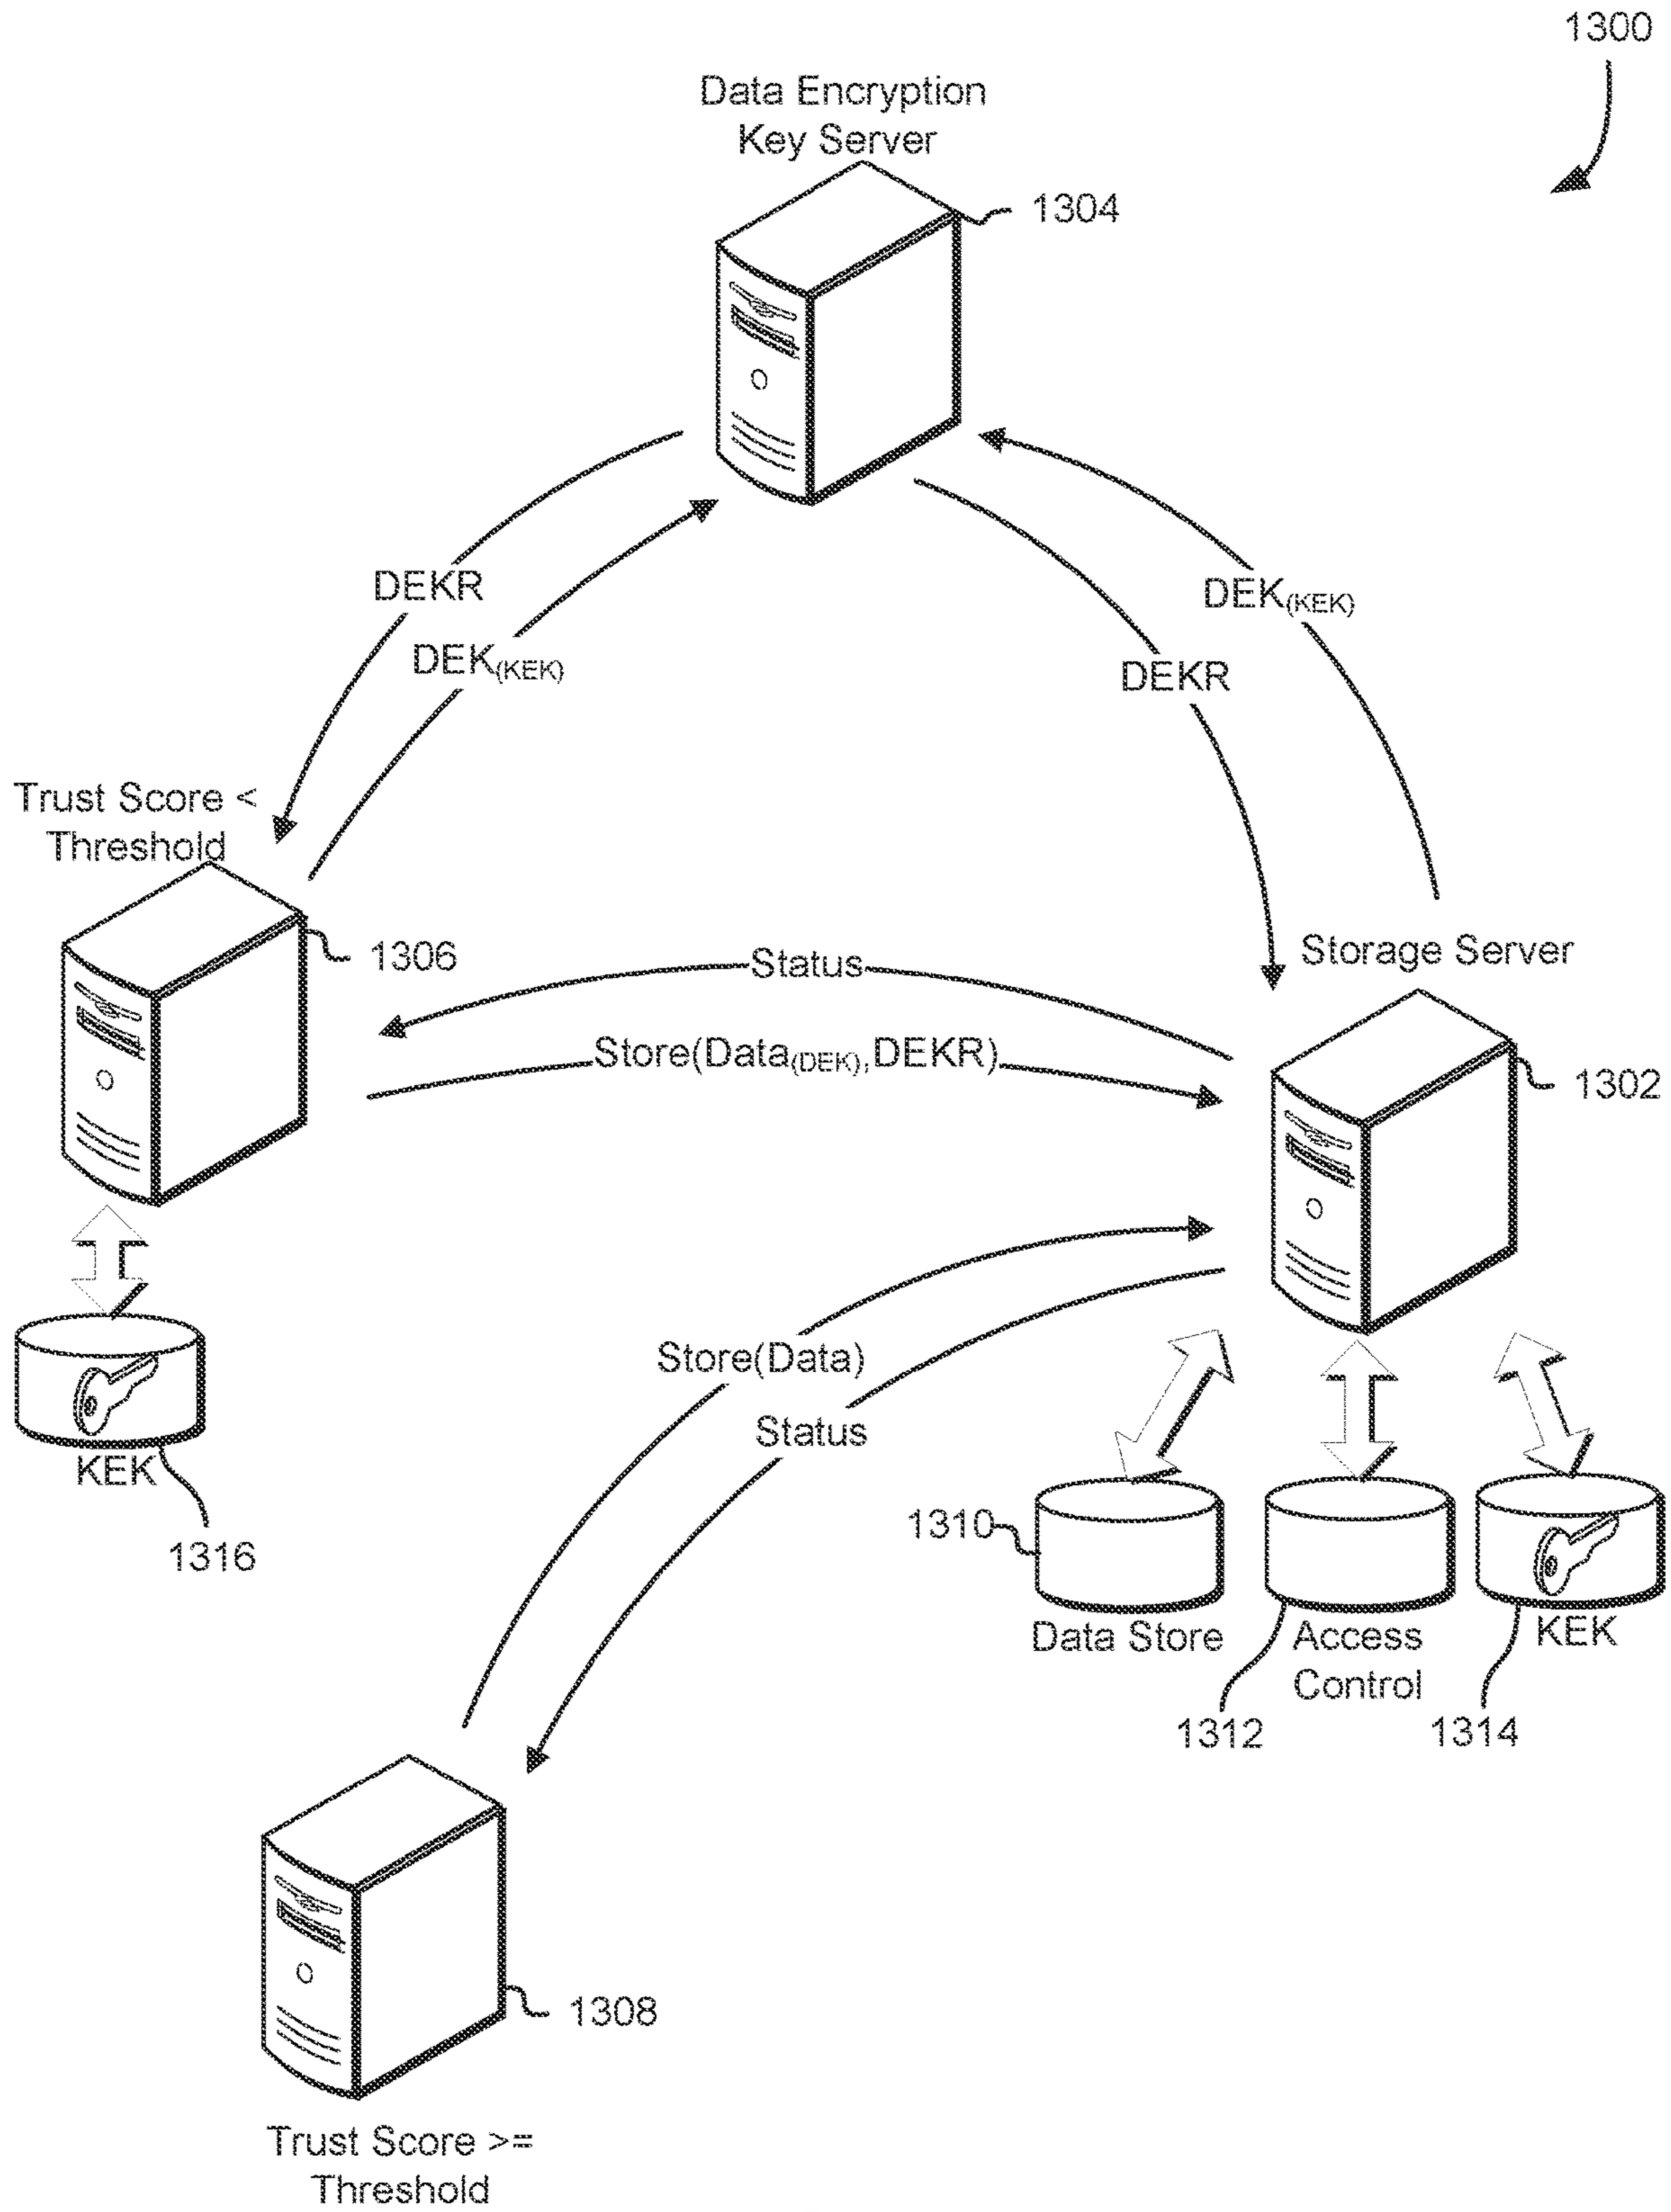 1300
Data Encryption
Key Server
1304
DEKR
DEK(KEK)
DEK(KEK)
DEKR
Trust Score <
Threshold
1306
Status
Storage Server
Store(Data(DEK),DEKR)
1302
Store(Data)
Status
KEK
1316
1310
Data Store
Access
Control
KEK
1312
1314
1308
Trust Score >=
Threshold